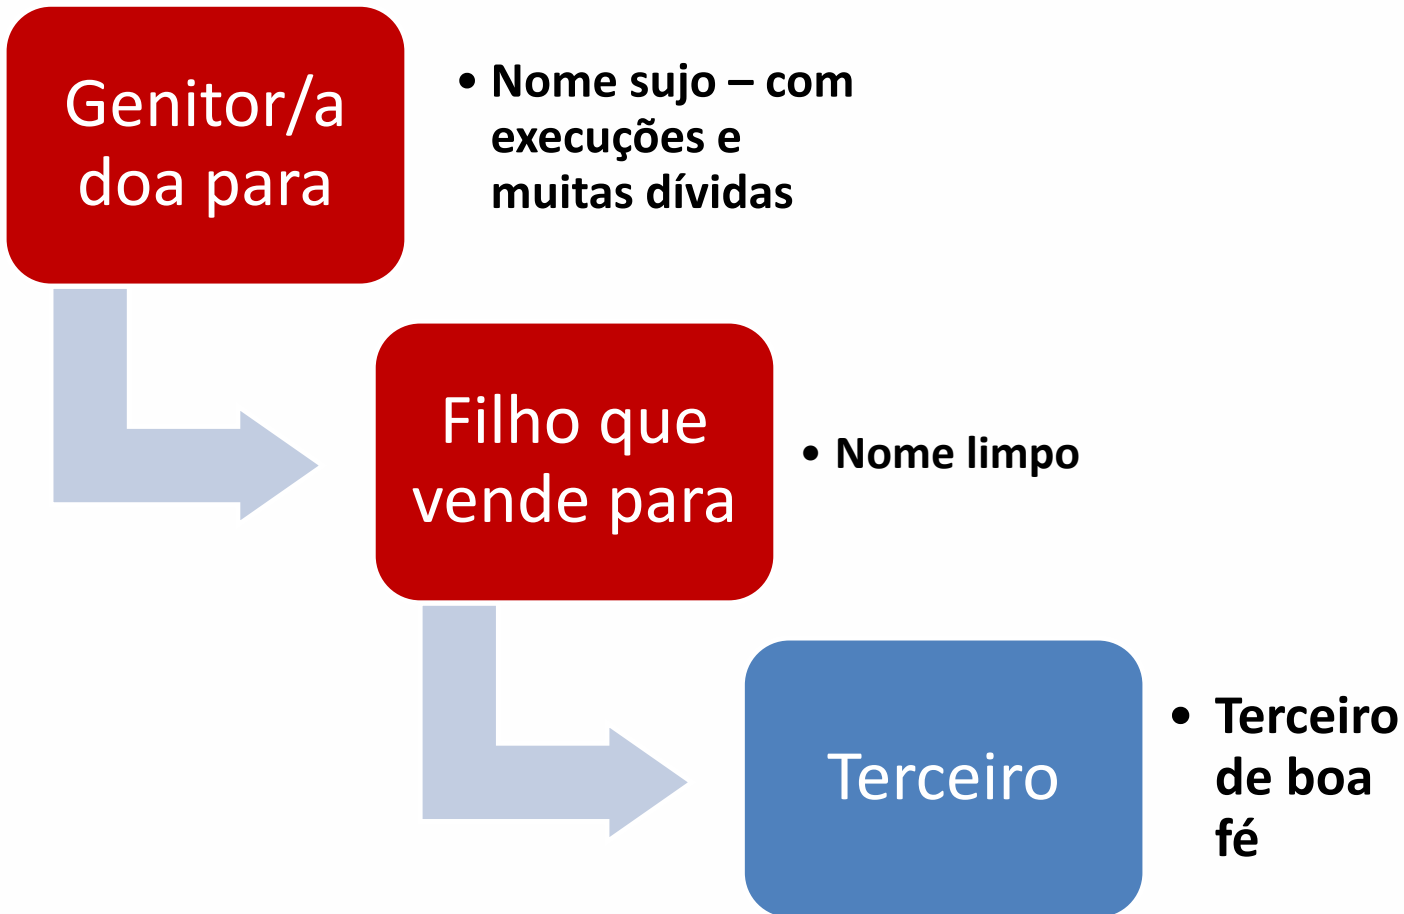 Genitor/a
doa para
• Nome sujo – com
execuções e
muitas dívidas
Filho que
vende para
• Nome limpo
Terceiro
• Terceiro
de boa
fé